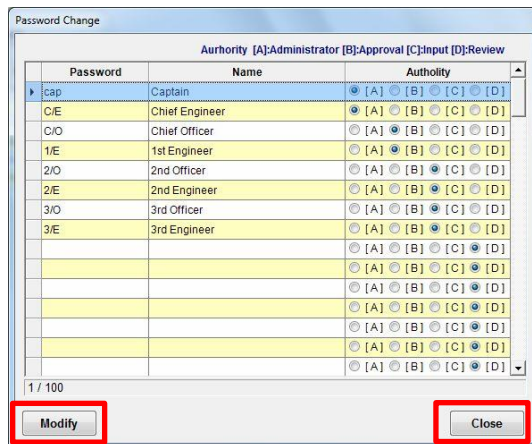 Password Change
Aurhority [A]:Administrator [B]:Approval [C]:Input [D]:Review
Password Name Autholity
cap Captain [A] [B] [C] [D]
C/E Chief Engineer [A] [B] [C] [D]
C/O Chief Officer [A] [B] [C] [D]
1/E 1st Engineer [A] [B] [C] [D]
2/O 2nd Officer [A] [B] [C] [D]
2/E 2nd Engineer [A] [B] [C] [D]
3/O 3rd Officer [A] [B] [C] [D]
3/E 3rd Engineer [A] [B] [C] [D]
[A] [B] [C] [D]
[A] [B] [C] [D]
[A] [B] [C] [D]
[A] [B] [C] [D]
[A] [B] [C] [D]
[A] [B] [C] [D]
[A] [B] [C] [D]
1 / 100
Modify Close